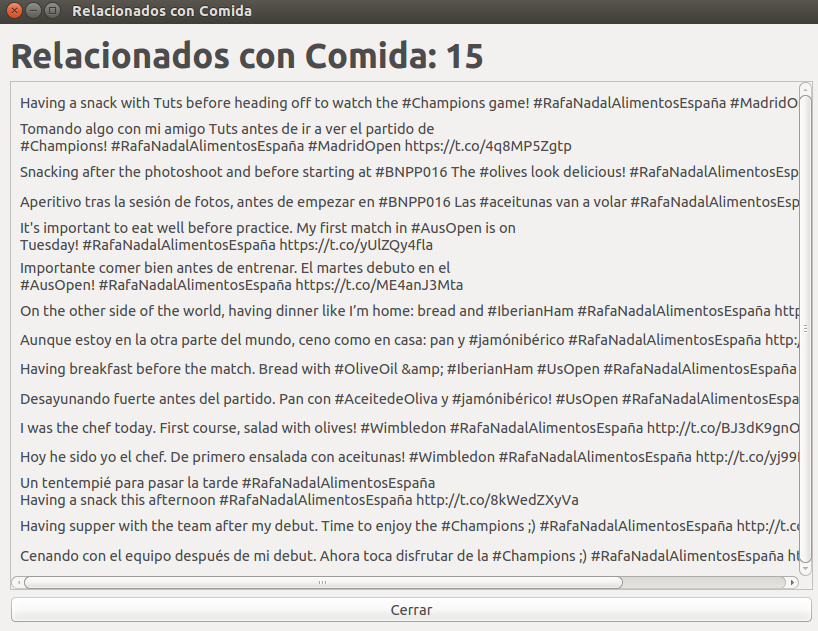 Relacionados con Comida
Relacionados con Comida: 15
Having a snack with Tuts before heading off to watch the #Champions game! #RafaNadalAlimentosEspaña #MadridO
Tomando algo con mi amigo Tuts antes de ir a ver el partido de
#Champions! #RafaNadalAlimentosEspaña #MadridOpen https://t.co/4q8MP5Zgtp
Snacking after the photoshoot and before starting at #BNPP016 The #olives look delicious! #RafaNadalAlimentosEsp
Aperitivo tras la sesión de fotos, antes de empezar en #BNPP016 Las #aceitunas van a volar #RafaNadalAlimentosEsp
It's important to eat well before practice. My first match in #AusOpen is on
Tuesday! #RafaNadalAlimentosEspaña https://t.co/yUlZQy4fIa
Importante comer bien antes de entrenar. El martes debuto en el
#AusOpen! #RafaNadalAlimentosEspaña https://t.co/ME4anJ3Mta
On the other side of the world, having dinner like I’m home: bread and #IberianHam #RafaNadalAlimentosEspaña http
Aunque estoy en la otra parte del mundo, ceno como en casa: pan y #jamónibérico #RafaNadalAlimentosEspaña http:/
Having breakfast before the match. Bread with #OliveOil &amp; #IberianHam #UsOpen #RafaNadalAlimentosEspaña
Desayunando fuerte antes del partido. Pan con #AceitedeOliva y #jamónibérico! #UsOpen #RafaNadalAlimentosEspa
I was the chef today. First course, salad with olives! #Wimbledon #RafaNadalAlimentosEspaña http://t.co/BJ3dK9gnO
Hoy he sido yo el chef. De primero ensalada con aceitunas! #Wimbledon #RafaNadalAlimentosEspaña http://t.co/yj99
Un tentempié para pasar la tarde #RafaNadalAlimentosEspaña
Having a snack this afternoon #RafaNadalAlimentosEspaña http://t.co/8kWedZXyVa
Having supper with the team after my debut. Time to enjoy the #Champions ;) #RafaNadalAlimentosEspaña http://t.c
Cenando con el equipo después de mi debut. Ahora toca disfrutar de la #Champions ;) #RafaNadalAlimentosEspaña ht
Cerrar